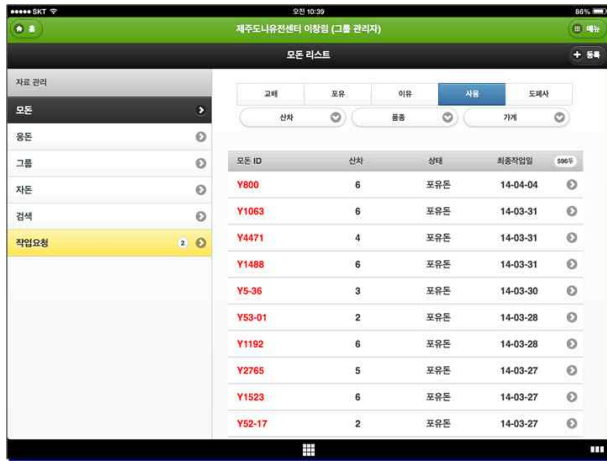 SKT 오전 10:39 86%
홈 제주도니유전센터 이창림 (그룹 관리자) 메뉴
모돈 리스트 + 등록
자료 관리
모돈
웅돈
그룹
자돈
검색
작업요청 2
교배 포유 이유 사용 도폐사
산차 품종 가계
모돈 ID 산차 상태 최종작업일 596두
Y800 6 포유돈 14-04-04
Y1063 6 포유돈 14-03-31
Y4471 4 포유돈 14-03-31
Y1488 6 포유돈 14-03-31
Y5-36 3 포유돈 14-03-30
Y53-01 2 포유돈 14-03-28
Y1192 6 포유돈 14-03-28
Y2765 5 포유돈 14-03-27
Y1523 6 포유돈 14-03-27
Y52-17 2 포유돈 14-03-27